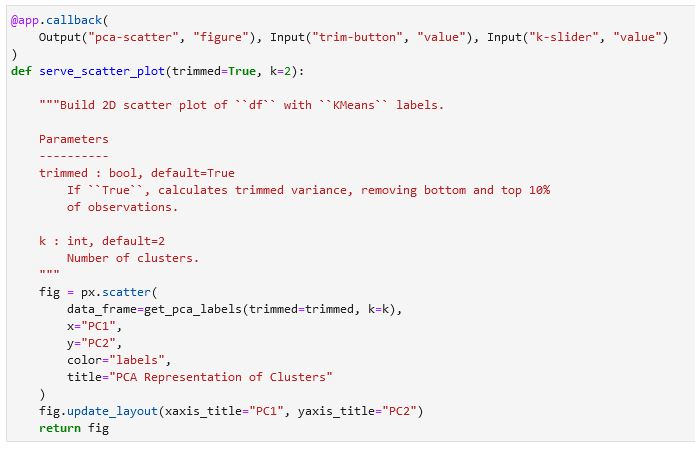 @app.callback(
    Output("pca-scatter", "figure"), Input("trim-button", "value"), Input("k-slider", "value")
)
def serve_scatter_plot(trimmed=True, k=2):

    """Build 2D scatter plot of ``df`` with ``KMeans`` labels.

    Parameters
    ----------
    trimmed : bool, default=True
        If ``True``, calculates trimmed variance, removing bottom and top 10%
        of observations.

    k : int, default=2
        Number of clusters.
    """
    fig = px.scatter(
        data_frame=get_pca_labels(trimmed=trimmed, k=k),
        x="PC1",
        y="PC2",
        color="labels",
        title="PCA Representation of Clusters"
    )
    fig.update_layout(xaxis_title="PC1", yaxis_title="PC2")
    return fig